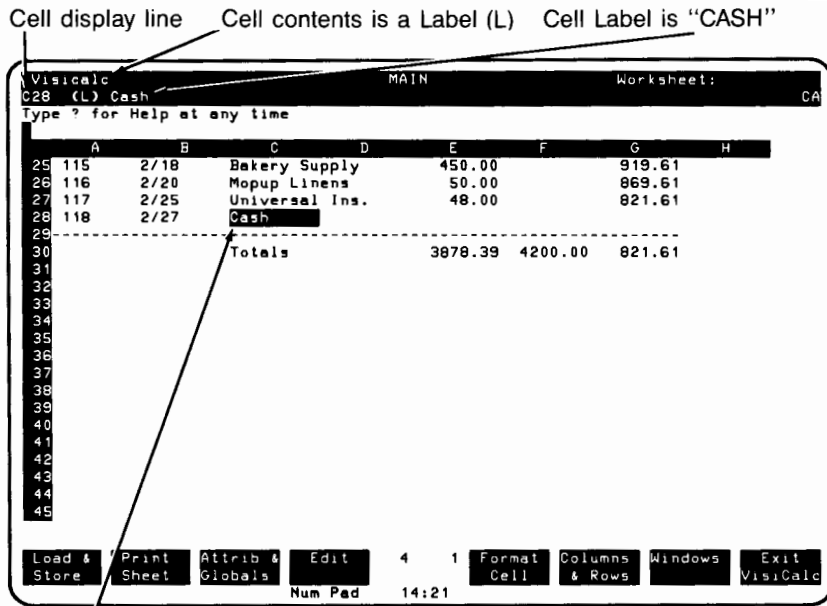 Cell display line Cell contents is a Label (L) Cell Label is “CASH”
Visicalc MAIN Worksheet:
C28 (L) Cash CA
Type ? for Help at any time
A B C D E F G H
25 115 2/18 Bakery Supply 450.00 919.61
26 116 2/20 Mopup Linens 50.00 869.61
27 117 2/25 Universal Ins. 48.00 821.61
28 118 2/27 Cash
29
30 Totals 3878.39 4200.00 821.61
31
32
33
34
35
36
37
38
39
40
41
42
43
44
45
Load & Print Attrib & Edit 4 1 Format Columns Windows Exit
Store Sheet Globals Cell & Rows VisiCalc
Num Pad 14:21